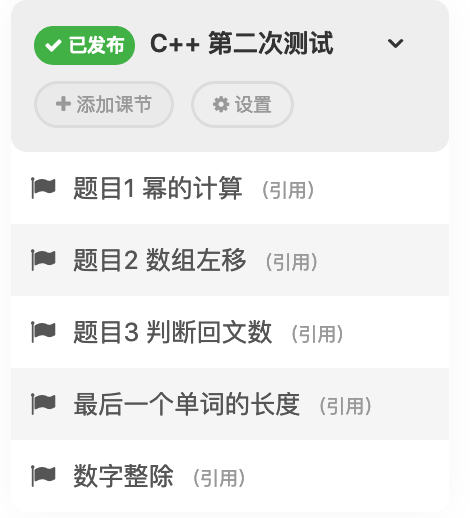 已发布 C++ 第二次测试
添加课节 设置
题目1 幂的计算 (引用)
题目2 数组左移 (引用)
题目3 判断回文数 (引用)
最后一个单词的长度 (引用)
数字整除 (引用)